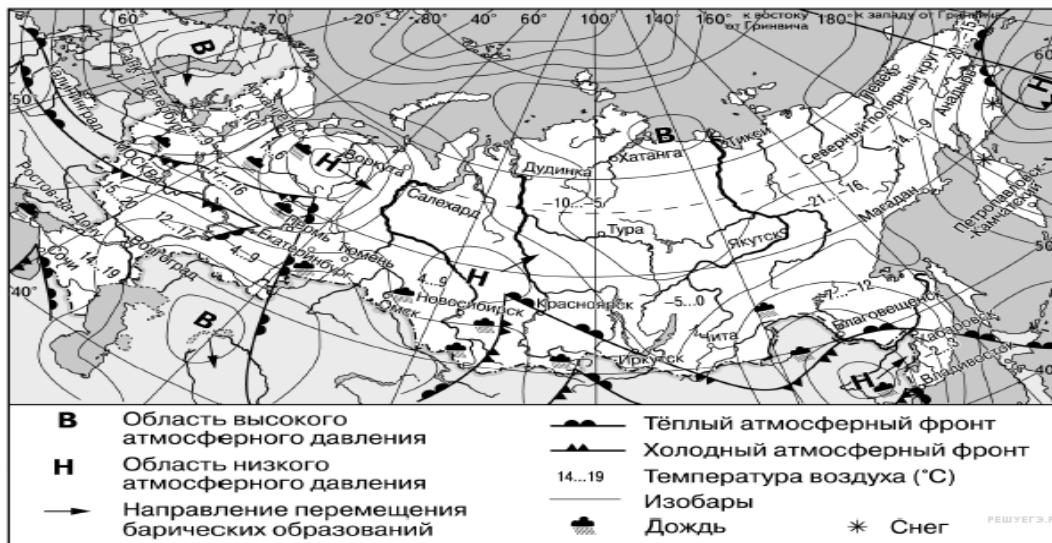 60° 70° 20° 80° 40° 60° 100° 140° 160° к востоку от Гринвича 180° к западу от Гринвича
50° 60°
40° 50° 40°
В
Н
Калининград
Санкт-Петербург
Архангельск
МОСКВА
Воркута
Ростов-на-Дону
Сочи
Волгоград
Пермь
Екатеринбург
Тюмень
Салехард
Омск
Новосибирск
Красноярск
Дудинка
Хатанга
Тикси
Тура
Якутск
Иркутск
Чита
Певек
Северный полярный круг
Анадырь
Магадан
Петропавловск-Камчатский
Благовещенск
Хабаровск
Владивосток
11...16
15...20
12...17
14...19
4...9
4...9
–10...–5
–5...0
–21...–16
–14...–9
В Область высокого атмосферного давления
Н Область низкого атмосферного давления
Направление перемещения барических образований
Тёплый атмосферный фронт
Холодный атмосферный фронт
14...19 Температура воздуха (°С)
Изобары
Дождь
Снег